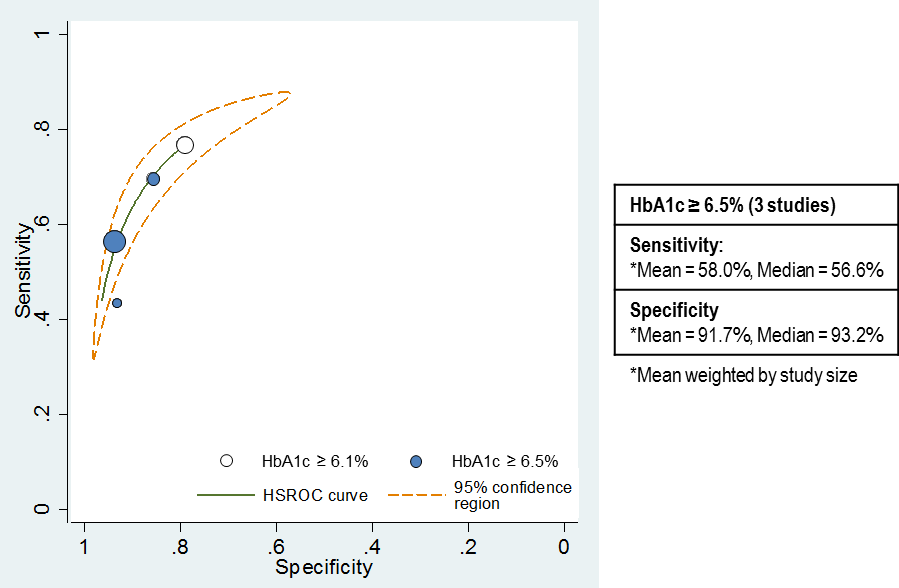 1
.8
.6
.4
.2
0
Sensitivity
1
.8
.6
.4
.2
0
Specificity
HbA1c ≥ 6.1%
HbA1c ≥ 6.5%
HSROC curve
95% confidence
region
HbA1c ≥ 6.5% (3 studies)
Sensitivity:
*Mean = 58.0%, Median = 56.6%
Specificity
*Mean = 91.7%, Median = 93.2%
*Mean weighted by study size